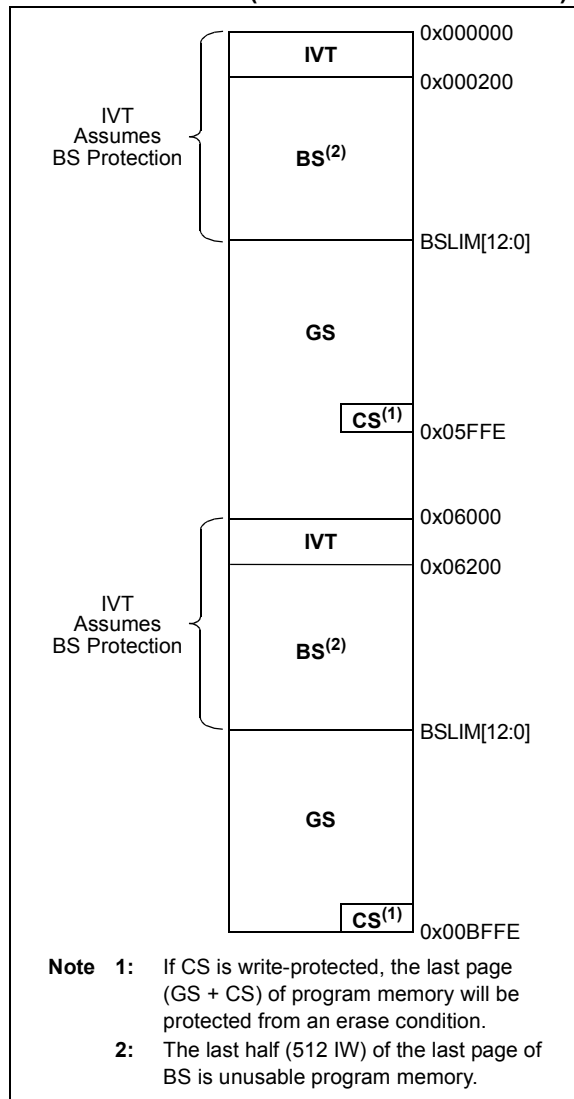 0x000000
IVT
0x000200
IVT
Assumes
BS Protection
BS(2)
BSLIM[12:0]
GS
CS(1)
0x05FFE
0x06000
IVT
0x06200
IVT
Assumes
BS Protection
BS(2)
BSLIM[12:0]
GS
CS(1)
0x00BFFE
Note 1: If CS is write-protected, the last page
(GS + CS) of program memory will be
protected from an erase condition.
2: The last half (512 IW) of the last page of
BS is unusable program memory.